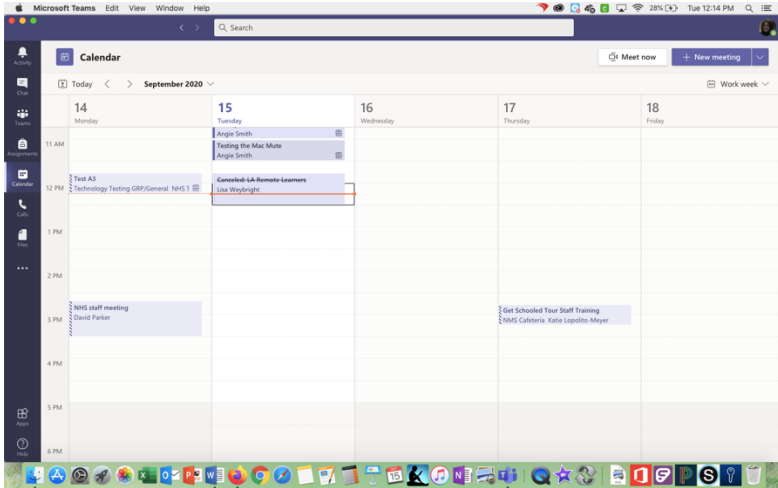 Microsoft Teams Edit View Window Help
28% Tue 12:14 PM
Search
Activity
Chat
Teams
Assignments
Calendar
Calls
Files
Apps
Help
Calendar
Meet now
+ New meeting
Today
September 2020
Work week
14
Monday
15
Tuesday
16
Wednesday
17
Thursday
18
Friday
11 AM
12 PM
1 PM
2 PM
3 PM
4 PM
5 PM
6 PM
Test A3
Technology Testing GRP/General NHS 1
NHS staff meeting
David Parker
Angie Smith
Testing the Mac Mute
Angie Smith
Canceled: LA Remote Learners
Lisa Weybright
Get Schooled Tour Staff Training
NMS Cafeteria Katie Lopolito-Meyer
15